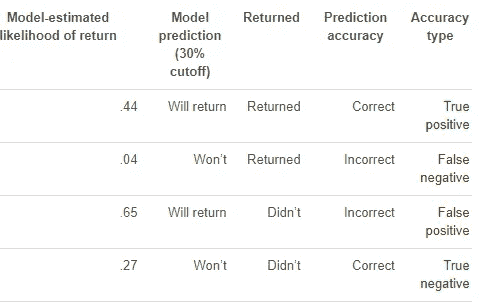 Model-estimated Model Returned Prediction Accuracy
likelihood of return prediction accuracy type
(30%
cutoff)
.44 Will return Returned Correct True
positive
.04 Won't Returned Incorrect False
negative
.65 Will return Didn't Incorrect False
positive
.27 Won't Didn't Correct True
negative